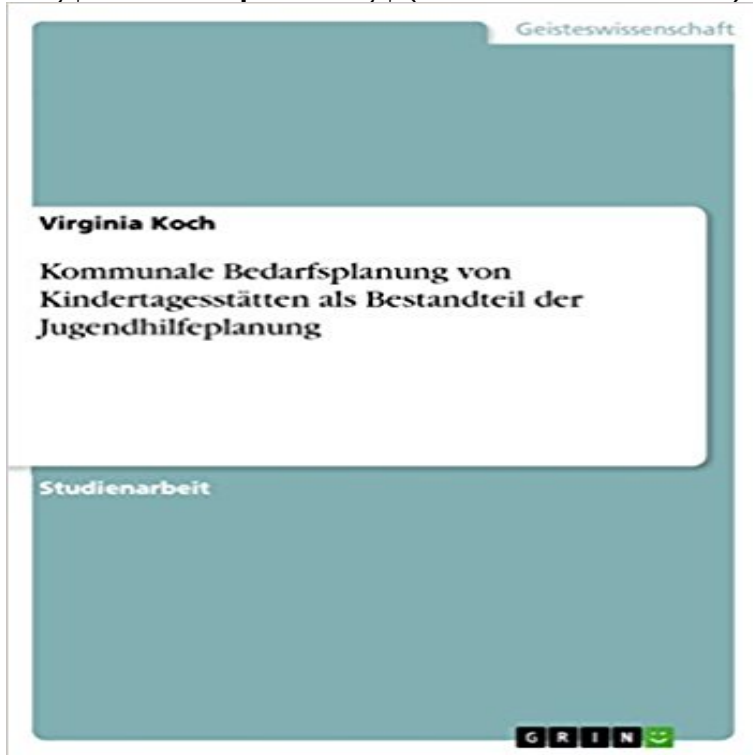 Geisteswissenschaft
Virginia Koch
Kommunale Bedarfsplanung von
Kindertagesstätten als Bestandteil der
Jugendhilfeplanung
Studienarbeit
GRIN